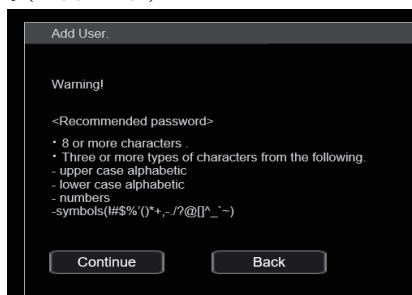 Add User.
Warning!
<Recommended password>
・8 or more characters .
・Three or more types of characters from the following.
- upper case alphabetic
- lower case alphabetic
- numbers
-symbols(!#$%'()*+,-./?@[]^_`~)
Continue
Back